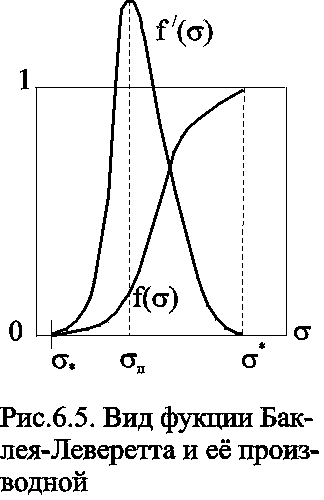 f ′(σ)
1
f(σ)
0
σ
σ*
σп
σ*
Рис.6.5. Вид фукции Бак-
лея-Леверетта и её произ-
водной